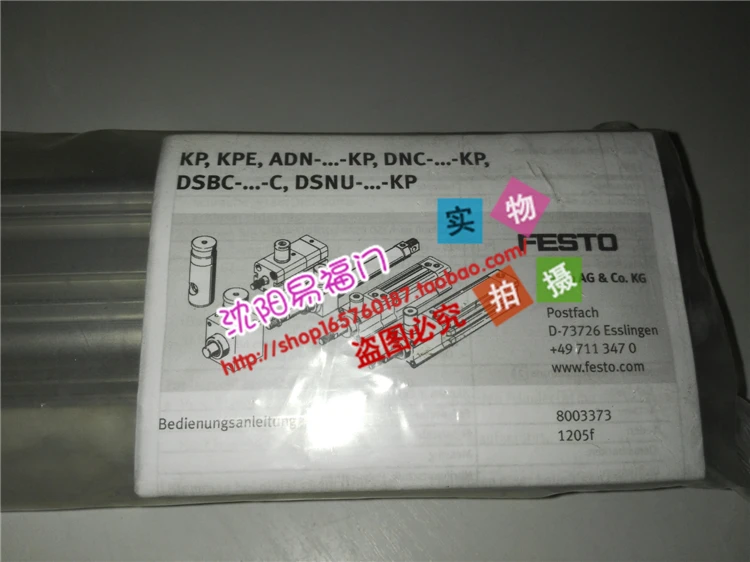 KP, KPE, ADN-...-KP, DNC-...-KP,
DSBC-...-C, DSNU-...-KP
实物
FESTO
AG & Co. KG
拍摄
Postfach
D-73726 Esslingen
+49 711 347 0
www.festo.com
沈阳易福门
http://shop165760187.taobao.com/
盗图必究
Bedienungsanleitung
8003373
1205f